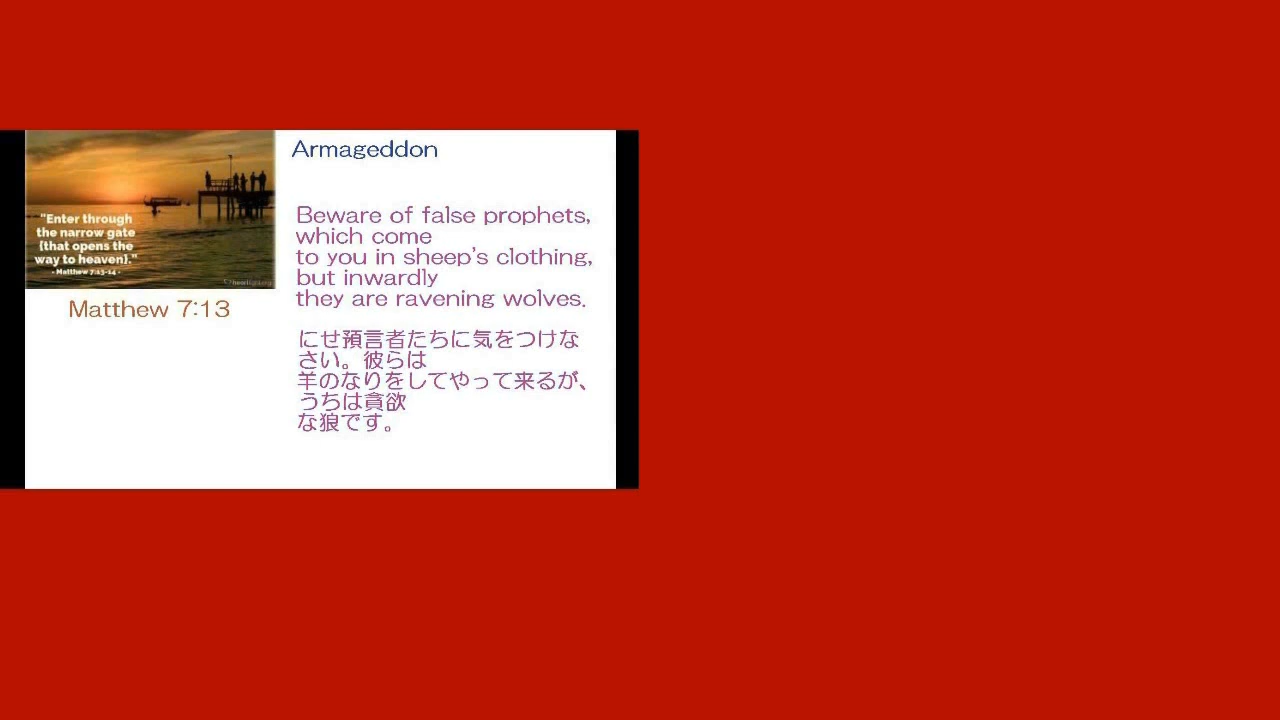 "Enter through
the narrow gate
(that opens the
way to heaven)."
- Matthew 7:13-14 -
Matthew 7:13
Armageddon
Beware of false prophets,
which come
to you in sheep's clothing,
but inwardly
they are ravening wolves.
にせ預言者たちに気をつけな
さい。彼らは
羊のなりをしてやって来るが、
うちは貪欲
な狼です。